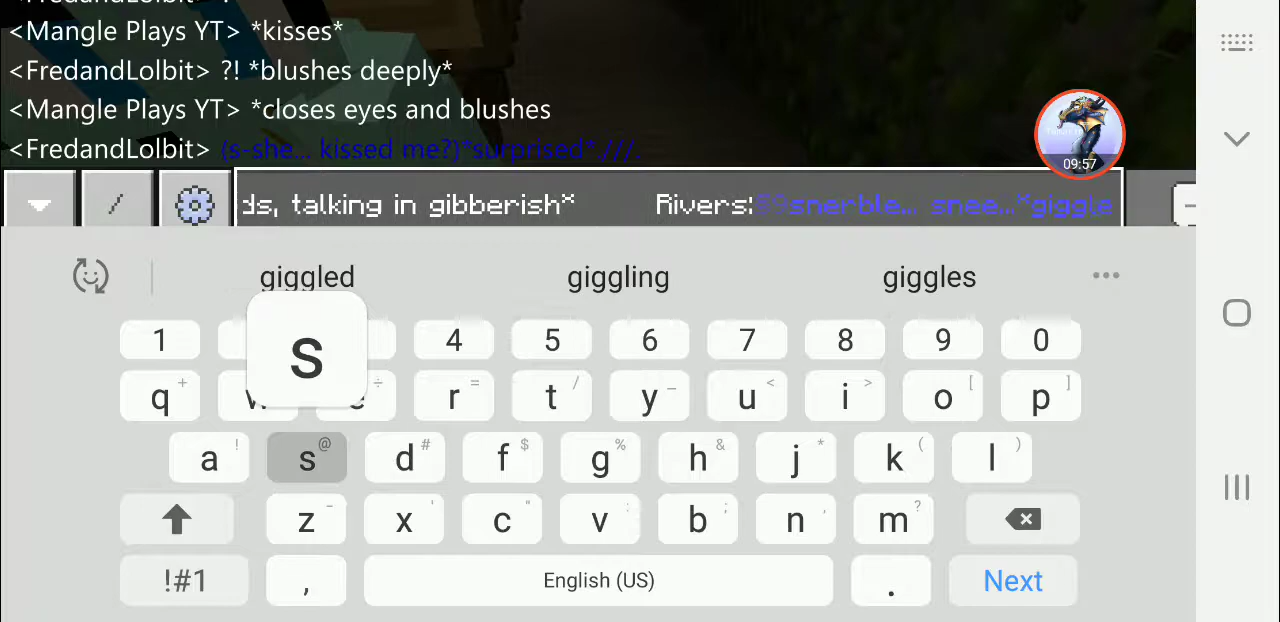 <Mangle Plays YT> *kisses*
<FredandLolbit> ?! *blushes deeply*
<Mangle Plays YT> *closes eyes and blushes
<FredandLolbit> (s-she... kissed me?)*surprised*.///.
09:57
/ ds, talking in gibberish* Rivers:§9snerble... snee...*giggle
giggled giggling giggles •••
s
1 4 5 6 7 8 9 0
q + w ÷ r = t / y _ u < i > o [ p ]
a ! s @ d # f $ g % h & j * k ( l )
z - x ' c " v : b ; n , m ?
!#1 , English (US) . Next